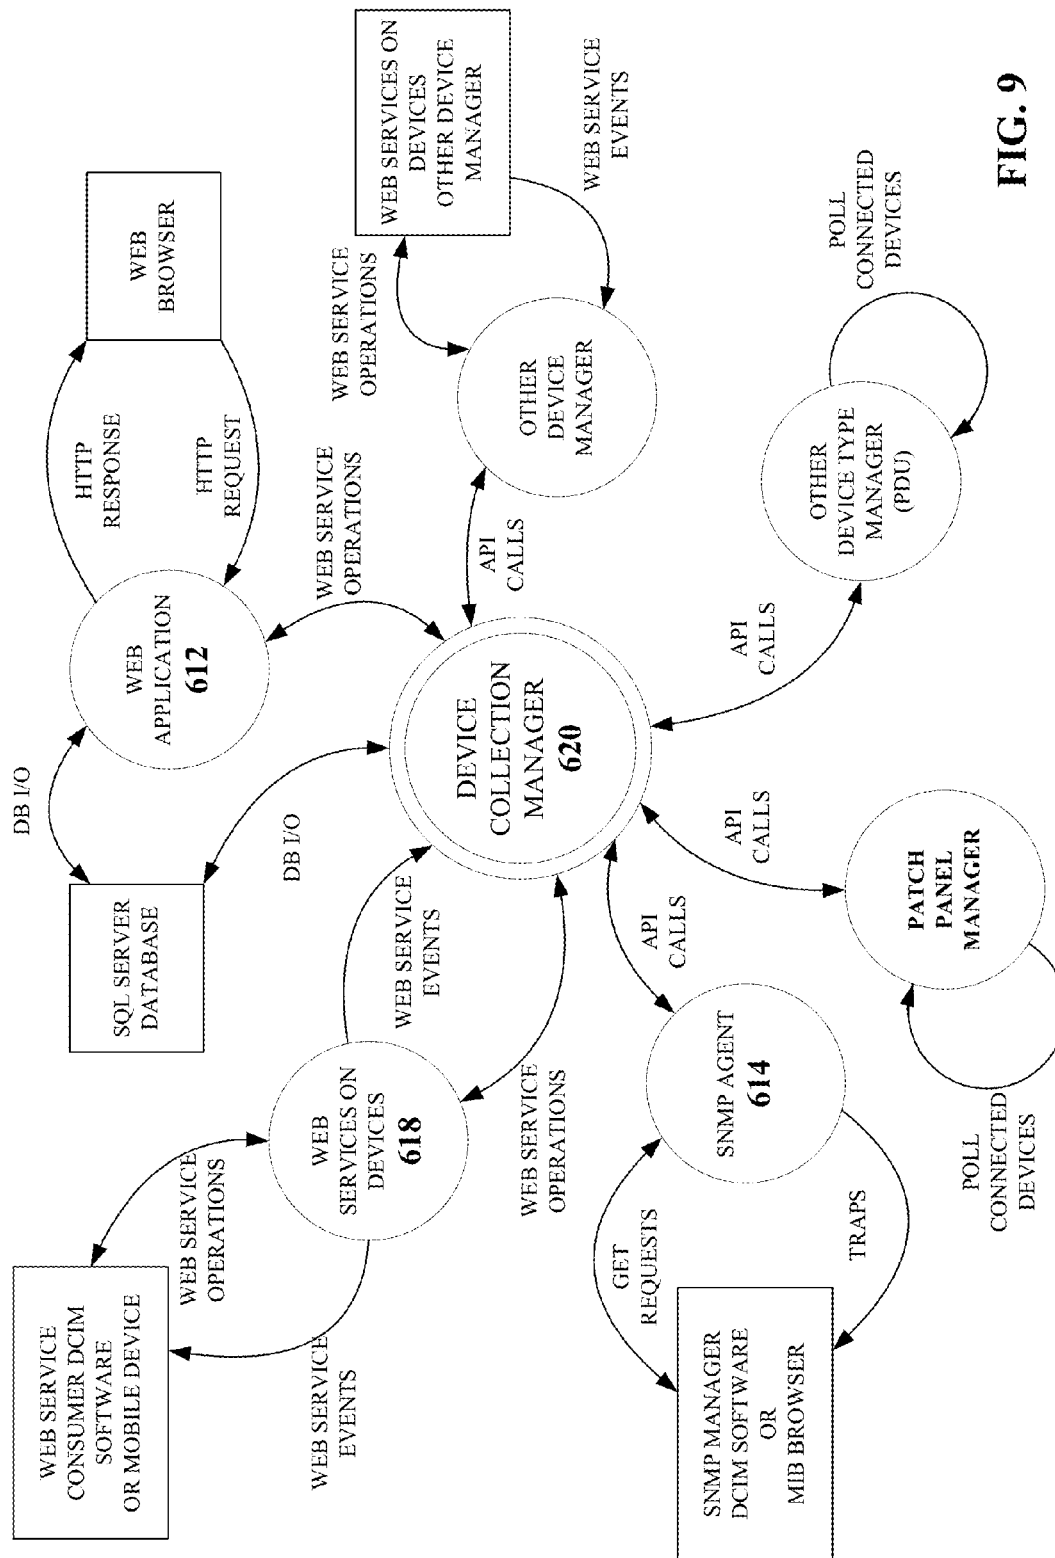 WEB SERVICE
CONSUMER DCIM
SOFTWARE
OR MOBILE DEVICE
WEB SERVICE
OPERATIONS
WEB SERVICE
EVENTS
WEB
SERVICES ON
DEVICES
618
WEB SERVICE
EVENTS
WEB SERVICE
OPERATIONS
SQL SERVER
DATABASE
DB I/O
DB I/O
WEB
APPLICATION
612
HTTP
RESPONSE
HTTP
REQUEST
WEB
BROWSER
WEB SERVICE
OPERATIONS
DEVICE
COLLECTION
MANAGER
620
API
CALLS
OTHER
DEVICE
MANAGER
WEB SERVICE
OPERATIONS
WEB SERVICES ON
DEVICES
OTHER DEVICE
MANAGER
WEB SERVICE
EVENTS
SNMP MANAGER
DCIM SOFTWARE
OR
MIB BROWSER
GET
REQUESTS
TRAPS
SNMP AGENT
614
API
CALLS
API
CALLS
PATCH
PANEL
MANAGER
POLL
CONNECTED
DEVICES
API
CALLS
OTHER
DEVICE TYPE
MANAGER
(PDU)
POLL
CONNECTED
DEVICES
FIG. 9